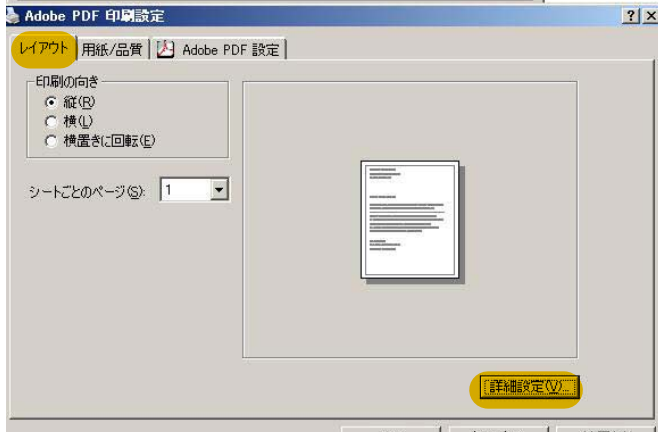 Adobe PDF 印刷設定
レイアウト 用紙/品質 Adobe PDF 設定
印刷の向き
縦(R)
横(L)
横置きに回転(E)
シートごとのページ(S): 1
詳細設定(V)...